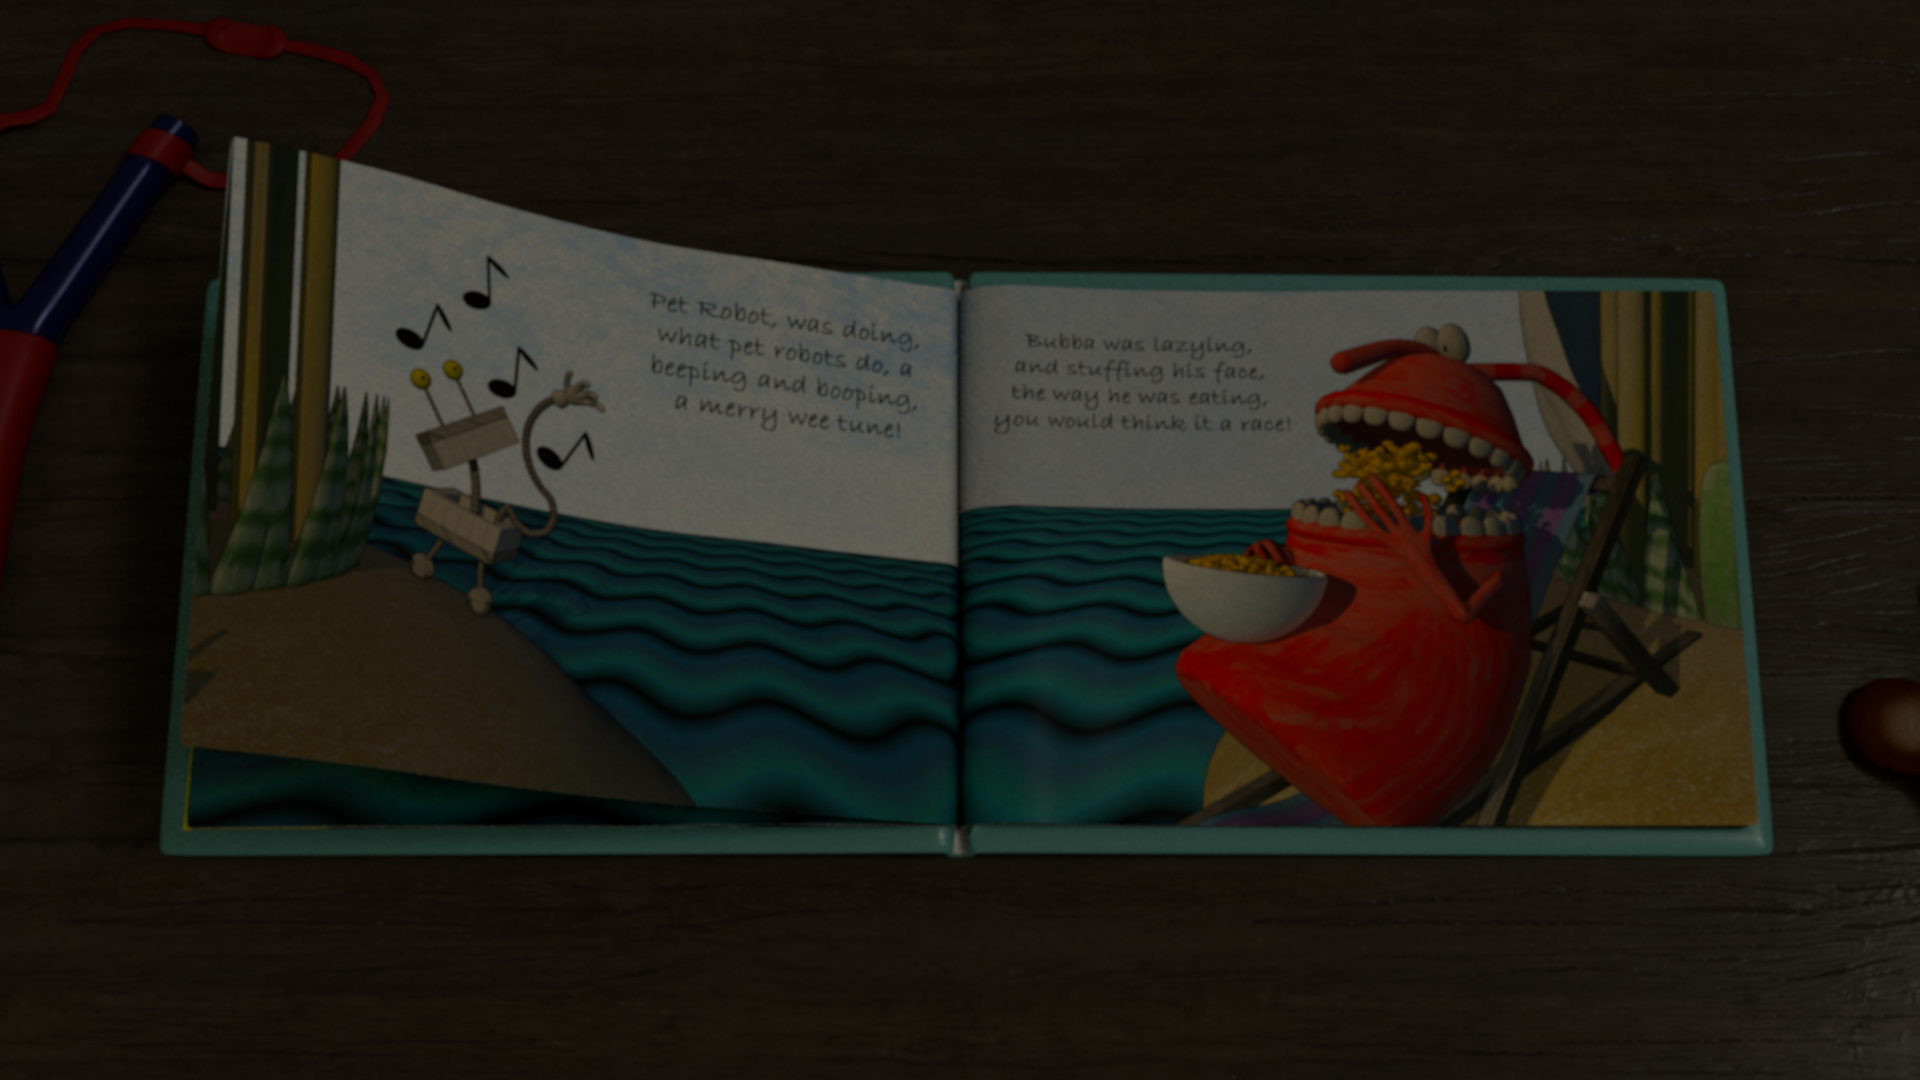 Pet Robot, was doing,
what pet robots do, a
beeping and booping,
a merry wee tune!
Bubba was lazying,
and stuffing his face,
the way he was eating,
you would think it a race!